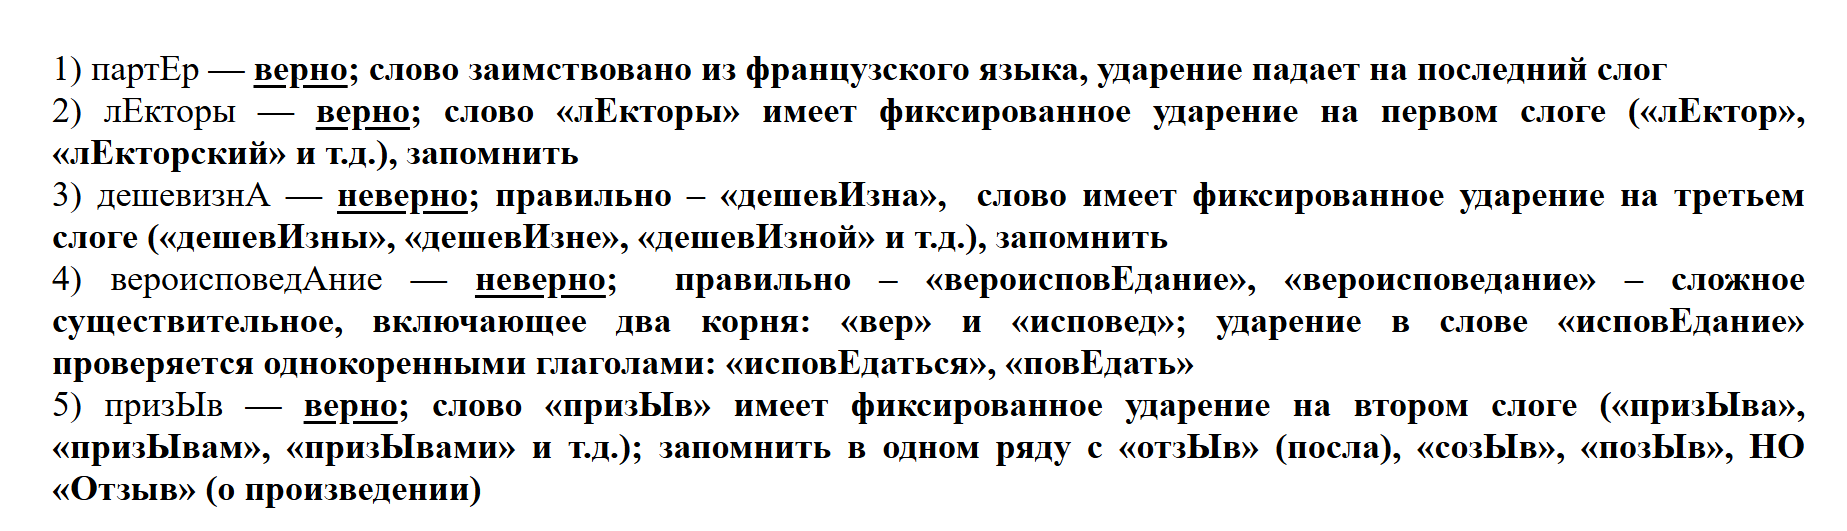 1) партЕр — верно; слово заимствовано из французского языка, ударение падает на последний слог
2) лЕкторы — верно; слово «лЕкторы» имеет фиксированное ударение на первом слоге («лЕктор»,
«лЕкторский» и т.д.), запомнить
3) дешевизнА — неверно; правильно – «дешевИзна», слово имеет фиксированное ударение на третьем
слоге («дешевИзны», «дешевИзне», «дешевИзной» и т.д.), запомнить
4) вероисповедАние — неверно; правильно – «вероисповЕдание», «вероисповедание» – сложное
существительное, включающее два корня: «вер» и «исповед»; ударение в слове «исповЕдание»
проверяется однокоренными глаголами: «исповЕдаться», «повЕдать»
5) призЫв — верно; слово «призЫв» имеет фиксированное ударение на втором слоге («призЫва»,
«призЫвам», «призЫвами» и т.д.); запомнить в одном ряду с «отзЫв» (посла), «созЫв», «позЫв», НО
«Отзыв» (о произведении)